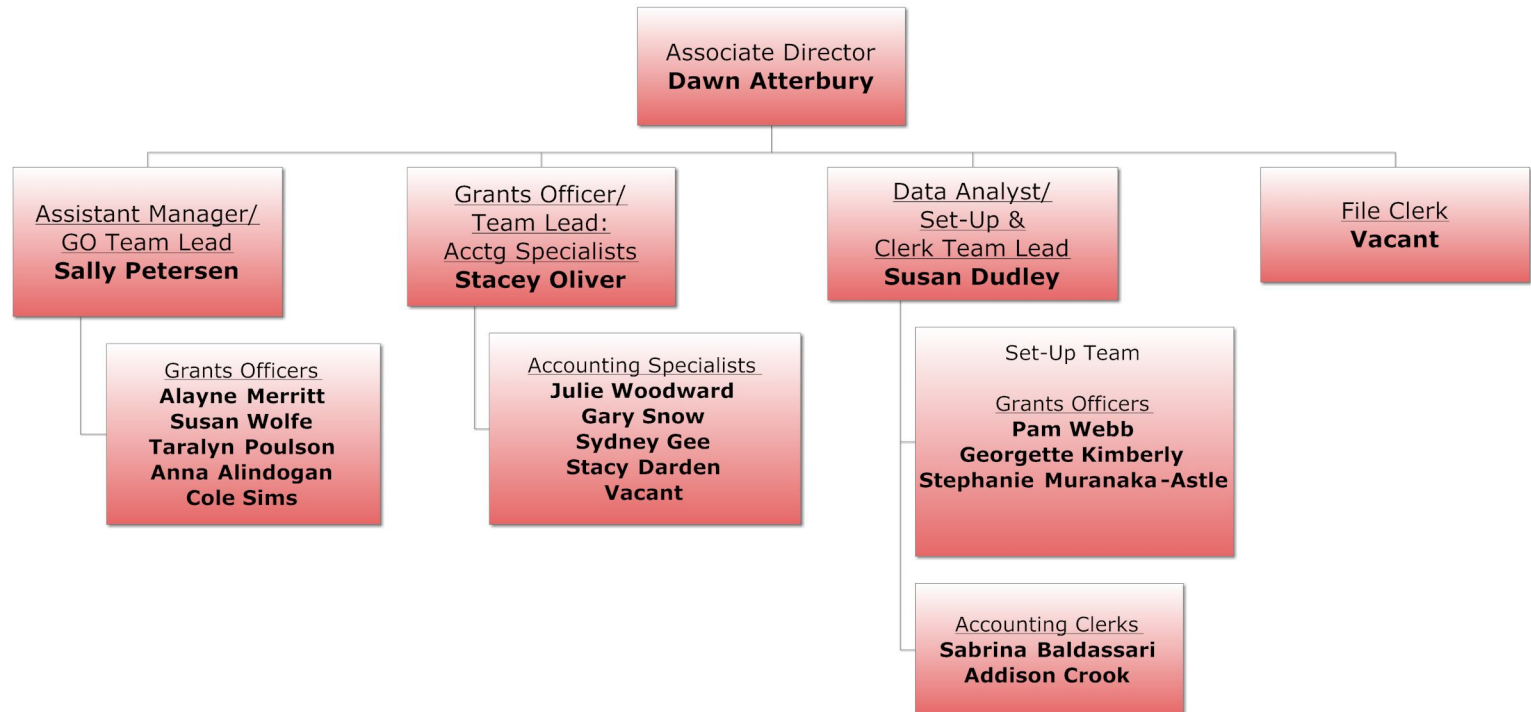 Associate Director
Dawn Atterbury
Assistant Manager/
GO Team Lead
Sally Petersen
Grants Officer/
Team Lead:
Acctg Specialists
Stacey Oliver
Data Analyst/
Set-Up &
Clerk Team Lead
Susan Dudley
File Clerk
Vacant
Grants Officers
Alayne Merritt
Susan Wolfe
Taralyn Poulson
Anna Alindogan
Cole Sims
Accounting Specialists
Julie Woodward
Gary Snow
Sydney Gee
Stacy Darden
Vacant
Set-Up Team
Grants Officers
Pam Webb
Georgette Kimberly
Stephanie Muranaka-Astle
Accounting Clerks
Sabrina Baldassari
Addison Crook